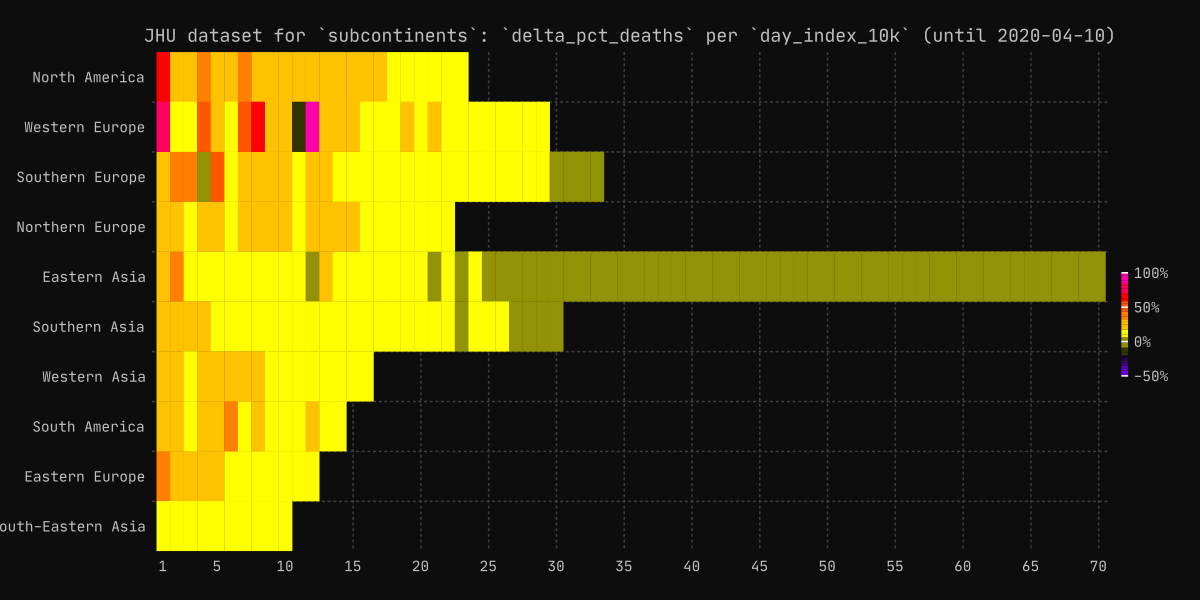 JHU dataset for `subcontinents`: `delta_pct_deaths` per `day_index_10k` (until 2020-04-10)
North America
Western Europe
Southern Europe
Northern Europe
Eastern Asia
Southern Asia
Western Asia
South America
Eastern Europe
outh-Eastern Asia
100%
50%
0%
-50%
1 5 10 15 20 25 30 35 40 45 50 55 60 65 70